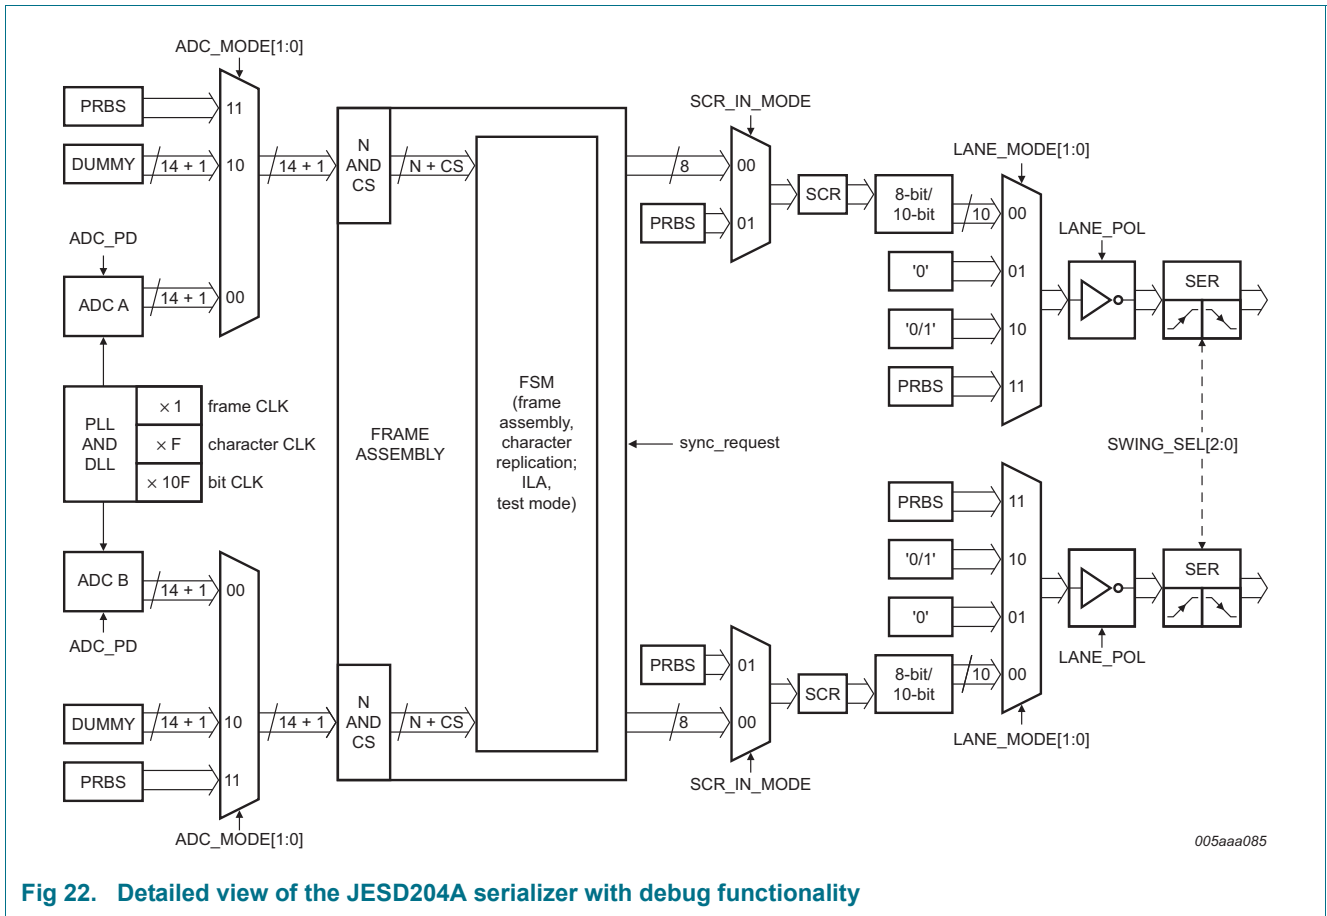 ADC_MODE[1:0]
PRBS
11
DUMMY
14 + 1
10
14 + 1
N
AND
CS
N + CS
ADC_PD
ADC A
14 + 1
00
PLL
AND
DLL
× 1
frame CLK
× F
character CLK
× 10F
bit CLK
FRAME
ASSEMBLY
FSM
(frame
assembly,
character
replication;
ILA,
test mode)
sync_request
ADC B
14 + 1
00
ADC_PD
DUMMY
14 + 1
10
14 + 1
N
AND
CS
N + CS
PRBS
11
ADC_MODE[1:0]
SCR_IN_MODE
8
00
PRBS
01
SCR
8-bit/
10-bit
10
00
LANE_MODE[1:0]
'0'
01
'0/1'
10
PRBS
11
LANE_POL
SER
SWING_SEL[2:0]
PRBS
11
'0/1'
10
'0'
01
8-bit/
10-bit
10
00
LANE_MODE[1:0]
LANE_POL
SER
PRBS
01
8
00
SCR
SCR_IN_MODE
005aaa085
Fig 22. Detailed view of the JESD204A serializer with debug functionality